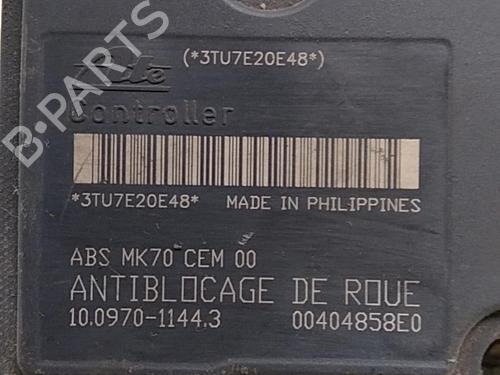 (*3TU7E20E48*)
Ate
Controller
B-PARTS
*3TU7E20E48* MADE IN PHILIPPINES
ABS MK70 CEM 00
ANTIBLOCAGE DE ROUE
10.0970-1144.3 00404858E0